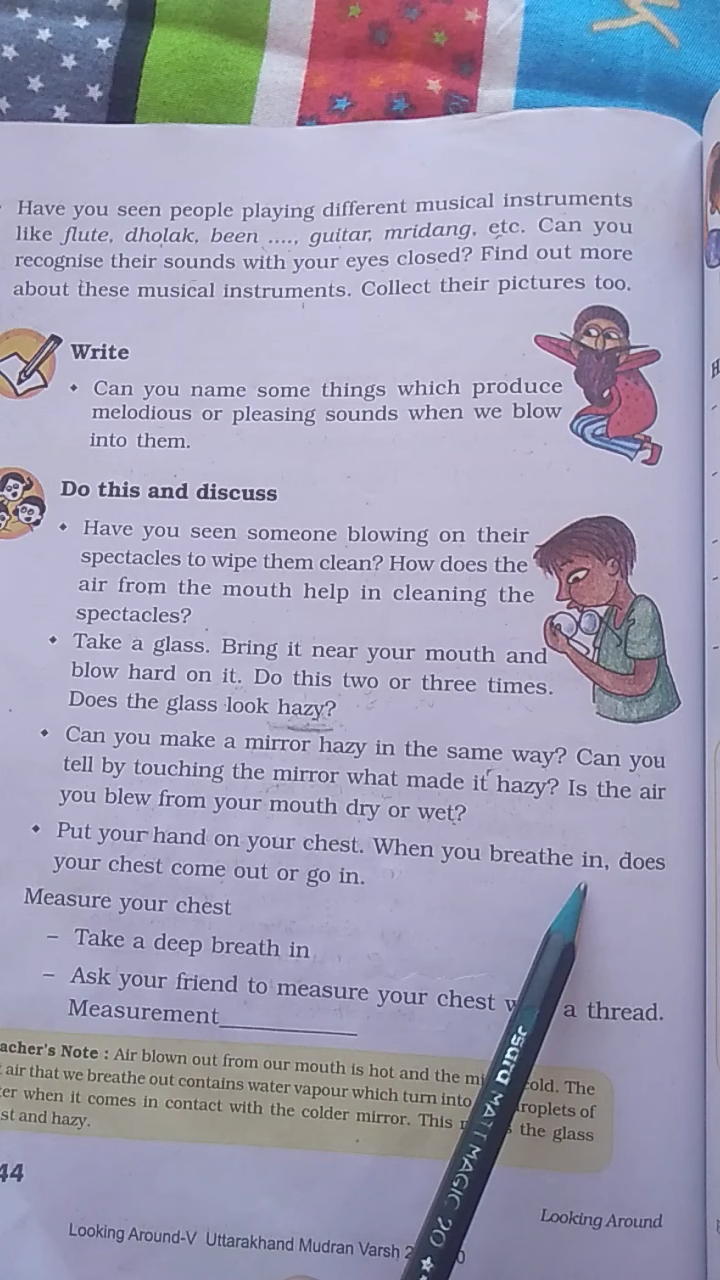 Have you seen people playing different musical instruments
like flute, dholak, been ...., guitar, mridang, etc. Can you
recognise their sounds with your eyes closed? Find out more
about these musical instruments. Collect their pictures too.
Write
• Can you name some things which produce
melodious or pleasing sounds when we blow
into them.
Do this and discuss
• Have you seen someone blowing on their
spectacles to wipe them clean? How does the
air from the mouth help in cleaning the
spectacles?
• Take a glass. Bring it near your mouth and
blow hard on it. Do this two or three times.
Does the glass look hazy?
• Can you make a mirror hazy in the same way? Can you
tell by touching the mirror what made it hazy? Is the air
you blew from your mouth dry or wet?
• Put your hand on your chest. When you breathe in, does
your chest come out or go in.
Measure your chest
– Take a deep breath in
– Ask your friend to measure your chest a thread.
Measurement____________
acher's Note : Air blown out from our mouth is hot and the old. The
air that we breathe out contains water vapour which turn into roplets of
er when it comes in contact with the colder mirror. This the glass
st and hazy.
44
Looking Around
Looking Around-V Uttarakhand Mudran Varsh 2 0
MATT MAGIC 2.0